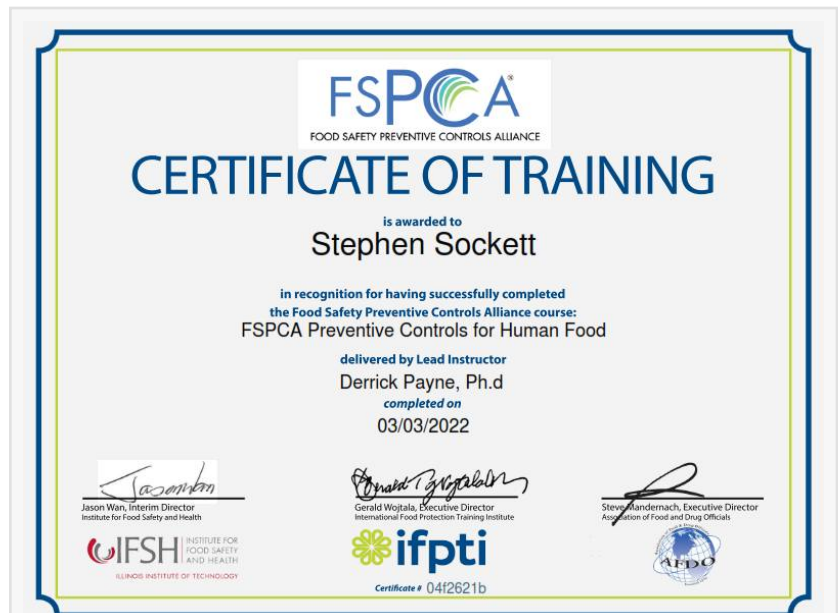 FSPCA®
FOOD SAFETY PREVENTIVE CONTROLS ALLIANCE
CERTIFICATE OF TRAINING
is awarded to
Stephen Sockett
in recognition for having successfully completed
the Food Safety Preventive Controls Alliance course:
FSPCA Preventive Controls for Human Food
delivered by Lead Instructor
Derrick Payne, Ph.d
completed on
03/03/2022
Jason Wan, Interim Director
Institute for Food Safety and Health
Gerald Wojtala, Executive Director
International Food Protection Training Institute
Steve Mandernach, Executive Director
Association of Food and Drug Officials
IFSH
INSTITUTE FOR
FOOD SAFETY
AND HEALTH
ILLINOIS INSTITUTE OF TECHNOLOGY
ifpti
AFDO
Certificate # 04f2621b